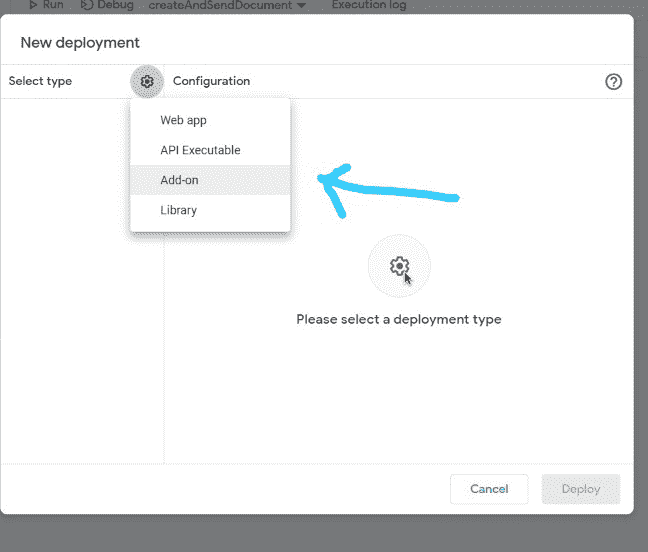 Run Debug createAndSendDocument Execution log
New deployment
Select type Configuration
Web app
API Executable
Add-on
Library
Please select a deployment type
Cancel Deploy